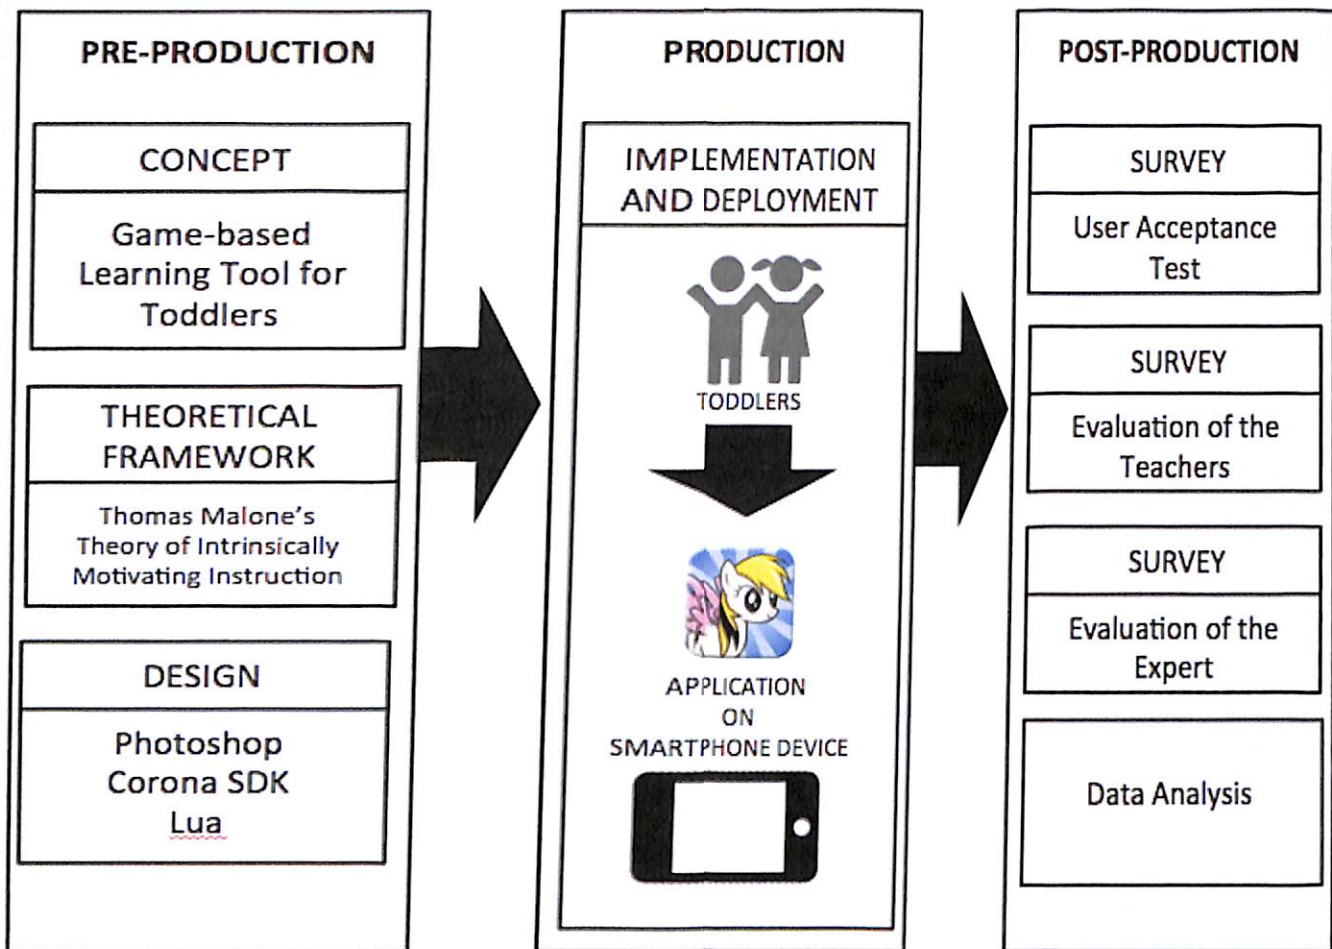 PRE-PRODUCTION
CONCEPT
Game-based
Learning Tool for
Toddlers
THEORETICAL
FRAMEWORK
Thomas Malone's
Theory of Intrinsically
Motivating Instruction
DESIGN
Photoshop
Corona SDK
Lua
PRODUCTION
IMPLEMENTATION
AND DEPLOYMENT
TODDLERS
APPLICATION
ON
SMARTPHONE DEVICE
POST-PRODUCTION
SURVEY
User Acceptance
Test
SURVEY
Evaluation of the
Teachers
SURVEY
Evaluation of the
Expert
Data Analysis